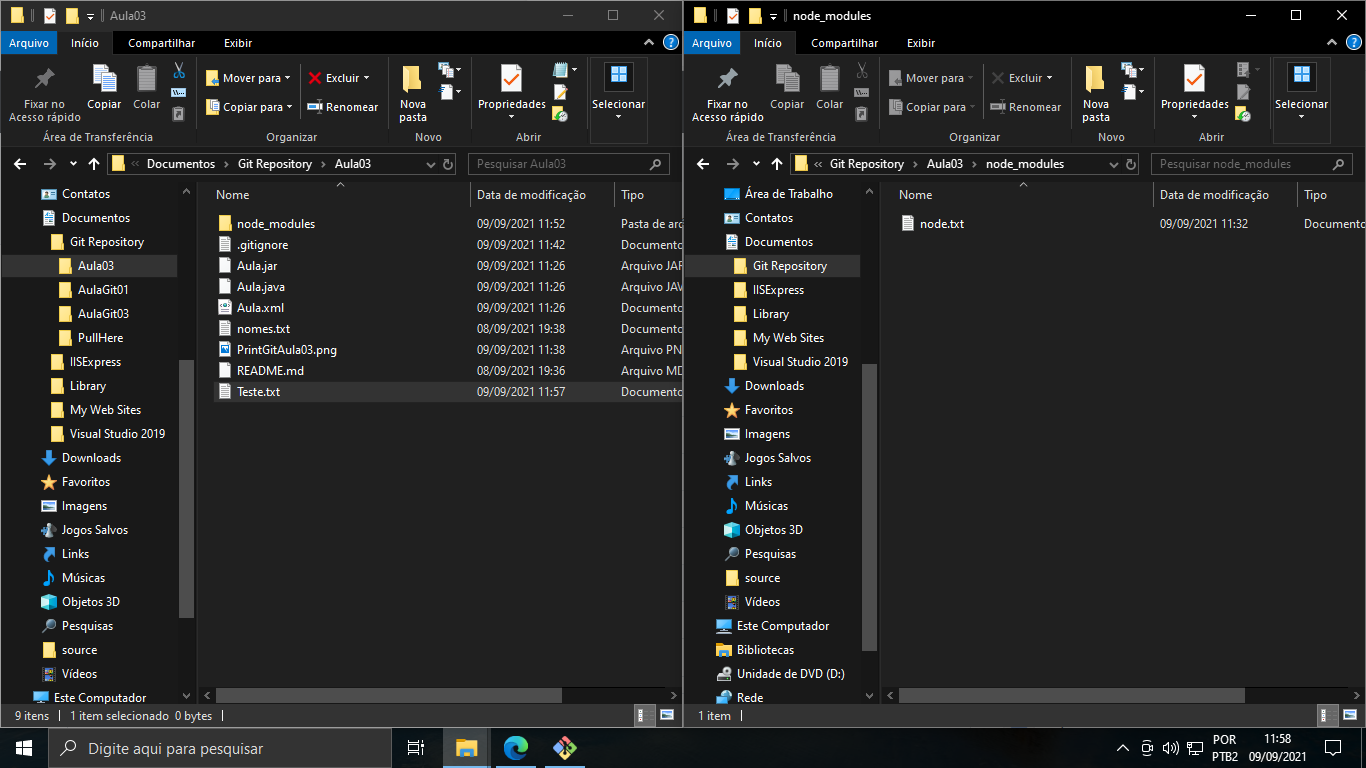 Aula03
Arquivo Início Compartilhar Exibir
Fixar no Acesso rápido
Copiar
Colar
Área de Transferência
Mover para
Copiar para
Excluir
Renomear
Organizar
Nova pasta
Novo
Propriedades
Abrir
Selecionar
Documentos Git Repository Aula03
Pesquisar Aula03
Contatos
Documentos
Git Repository
Aula03
AulaGit01
AulaGit03
PullHere
IISExpress
Library
My Web Sites
Visual Studio 2019
Downloads
Favoritos
Imagens
Jogos Salvos
Links
Músicas
Objetos 3D
Pesquisas
source
Vídeos
Este Computador
Nome Data de modificação Tipo
node_modules 09/09/2021 11:52 Pasta de arq
.gitignore 09/09/2021 11:42 Documento
Aula.jar 09/09/2021 11:26 Arquivo JAR
Aula.java 09/09/2021 11:26 Arquivo JAV
Aula.xml 09/09/2021 11:26 Documento
nomes.txt 08/09/2021 19:38 Documento
PrintGitAula03.png 09/09/2021 11:38 Arquivo PN
README.md 08/09/2021 19:36 Arquivo MD
Teste.txt 09/09/2021 11:57 Documento
9 itens 1 item selecionado 0 bytes
node_modules
Arquivo Início Compartilhar Exibir
Fixar no Acesso rápido
Copiar
Colar
Área de Transferência
Mover para
Copiar para
Excluir
Renomear
Organizar
Nova pasta
Novo
Propriedades
Abrir
Selecionar
Git Repository Aula03 node_modules
Pesquisar node_modules
Área de Trabalho
Contatos
Documentos
Git Repository
IISExpress
Library
My Web Sites
Visual Studio 2019
Downloads
Favoritos
Imagens
Jogos Salvos
Links
Músicas
Objetos 3D
Pesquisas
source
Vídeos
Este Computador
Bibliotecas
Unidade de DVD (D:)
Rede
Nome Data de modificação Tipo
node.txt 09/09/2021 11:32 Documento
1 item
Digite aqui para pesquisar
POR
PTB2
11:58
09/09/2021